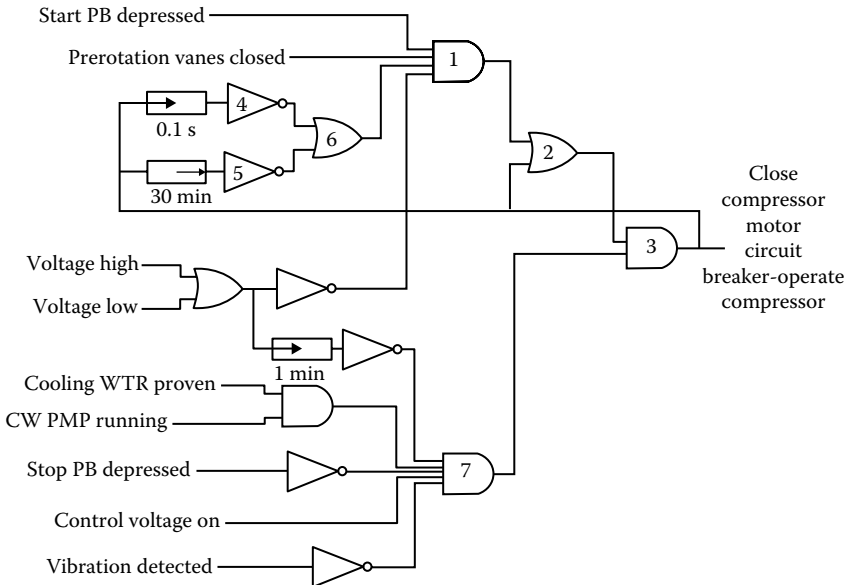 Start PB depressed
Prerotation vanes closed
1
4
0.1 s
6
5
30 min
2
Close
compressor
motor
circuit
breaker-operate
compressor
3
Voltage high
Voltage low
1 min
Cooling WTR proven
CW PMP running
Stop PB depressed
7
Control voltage on
Vibration detected